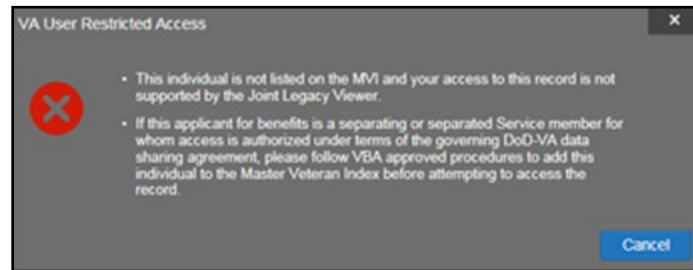 VA User Restricted Access
x
• This individual is not listed on the MVI and your access to this record is not
supported by the Joint Legacy Viewer.
• If this applicant for benefits is a separating or separated Service member for
whom access is authorized under terms of the governing DoD-VA data
sharing agreement, please follow VBA approved procedures to add this
individual to the Master Veteran Index before attempting to access the
record.
Cancel